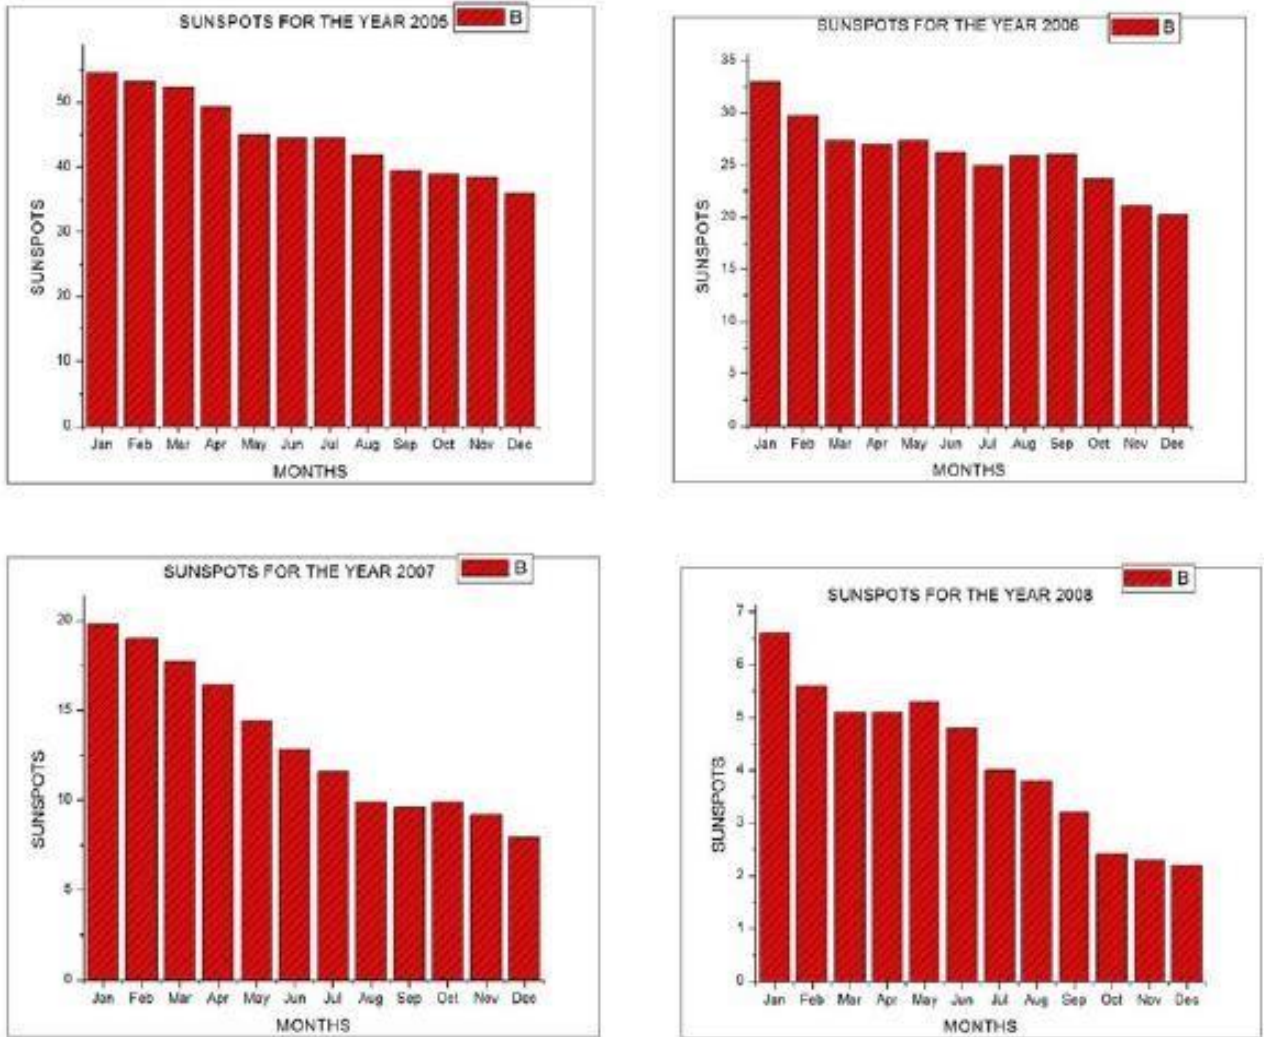 SUNSPOTS FOR THE YEAR 2005
B
50
40
30
20
10
0
SUNSPOTS
Jan Feb Mar Apr May Jun Jul Aug Sep Oct Nov Dec
MONTHS
SUNSPOTS FOR THE YEAR 2006
B
35
30
25
20
15
10
5
0
SUNSPOTS
Jan Feb Mar Apr May Jun Jul Aug Sep Oct Nov Dec
MONTHS
SUNSPOTS FOR THE YEAR 2007
B
20
15
10
5
0
SUNSPOTS
Jan Feb Mar Apr May Jun Jul Aug Sep Oct Nov Dec
MONTHS
SUNSPOTS FOR THE YEAR 2008
B
7
6
5
4
3
2
1
0
SUNSPOTS
Jan Feb Mar Apr May Jun Jul Aug Sep Oct Nov Dec
MONTHS